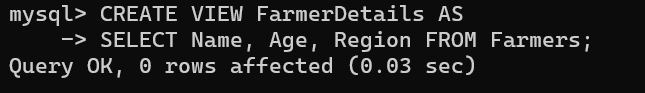 mysql> CREATE VIEW FarmerDetails AS
    -> SELECT Name, Age, Region FROM Farmers;
Query OK, 0 rows affected (0.03 sec)